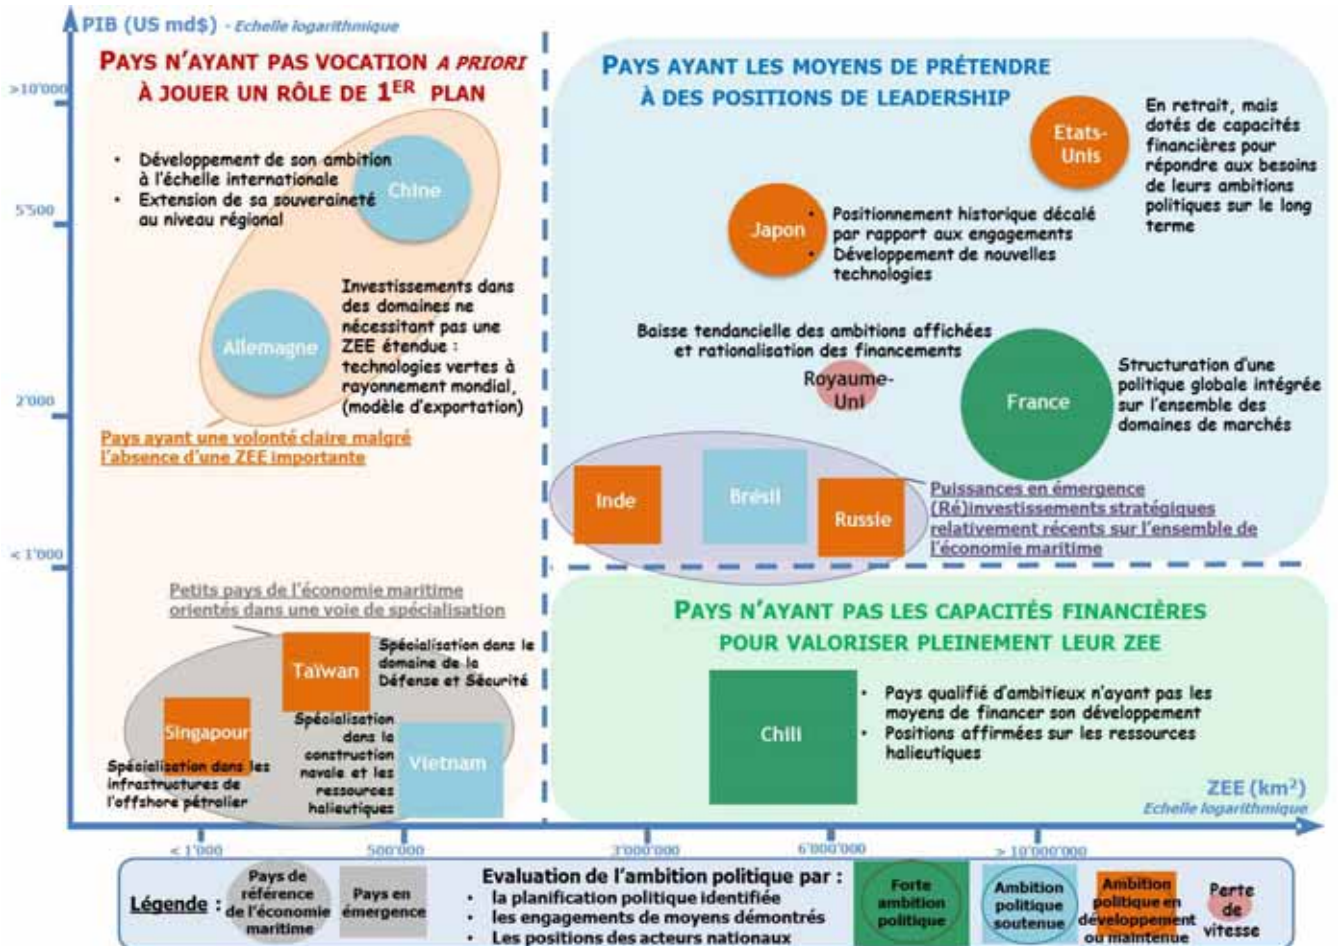 PIB (US md$) - Echelle logarithmique
>10'000
5'500
2'000
< 1'000
PAYS N'AYANT PAS VOCATION A PRIORI
À JOUER UN RÔLE DE 1ER PLAN
• Développement de son ambition
à l'échelle internationale
• Extension de sa souveraineté
au niveau régional
Chine
Allemagne
Investissements dans
des domaines ne
nécessitant pas une
ZEE étendue :
technologies vertes à
rayonnement mondial,
(modèle d'exportation)
Pays ayant une volonté claire malgré
l'absence d'une ZEE importante
PAYS AYANT LES MOYENS DE PRÉTENDRE
À DES POSITIONS DE LEADERSHIP
Etats-
Unis
En retrait, mais
dotés de capacités
financières pour
répondre aux besoins
de leurs ambitions
politiques sur le long
terme
Japon
• Positionnement historique décalé
par rapport aux engagements
• Développement de nouvelles
technologies
Baisse tendancielle des ambitions affichées
et rationalisation des financements
Royaume-
Uni
France
Structuration d'une
politique globale intégrée
sur l'ensemble des
domaines de marchés
Inde
Brésil
Russie
Puissances en émergence
(Ré)investissements stratégiques
relativement récents sur l'ensemble de
l'économie maritime
Petits pays de l'économie maritime
orientés dans une voie de spécialisation
Taïwan
Spécialisation dans le
domaine de la
Défense et Sécurité
Singapour
Spécialisation dans les
infrastructures de
l'offshore pétrolier
Spécialisation
dans la
construction
navale et les
ressources
halieutiques
Vietnam
PAYS N'AYANT PAS LES CAPACITÉS FINANCIÈRES
POUR VALORISER PLEINEMENT LEUR ZEE
Chili
• Pays qualifié d'ambitieux n'ayant pas les
moyens de financer son développement
• Positions affirmées sur les ressources
halieutiques
ZEE (km²)
Echelle logarithmique
< 1'000
500'000
3'000'000
6'000'000
> 10'000'000
Légende :
Pays de
référence
de l'économie
maritime
Pays en
émergence
Evaluation de l'ambition politique par :
• la planification politique identifiée
• les engagements de moyens démontrés
• Les positions des acteurs nationaux
Forte
ambition
politique
Ambition
politique
soutenue
Ambition
politique en
développement
ou maintenue
Perte
de
vitesse